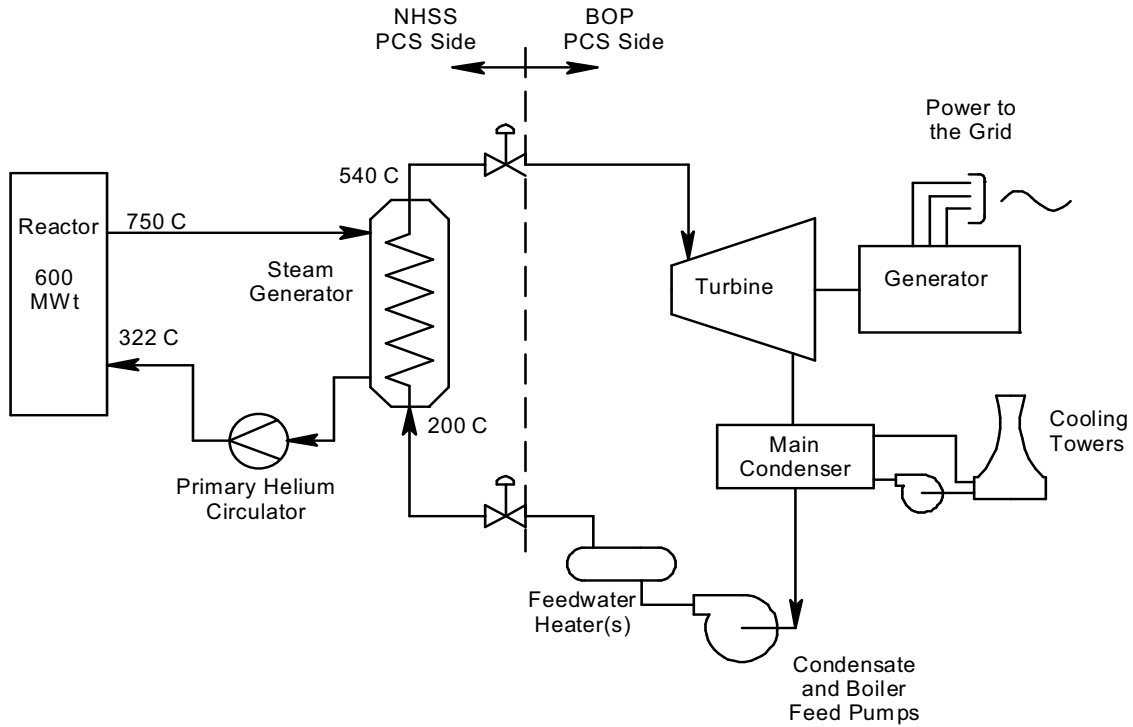 NHSS
PCS Side
BOP
PCS Side
Power to
the Grid
540 C
Reactor
600
MWt
750 C
Steam
Generator
Turbine
Generator
322 C
200 C
Main
Condenser
Cooling
Towers
Primary Helium
Circulator
Feedwater
Heater(s)
Condensate
and Boiler
Feed Pumps